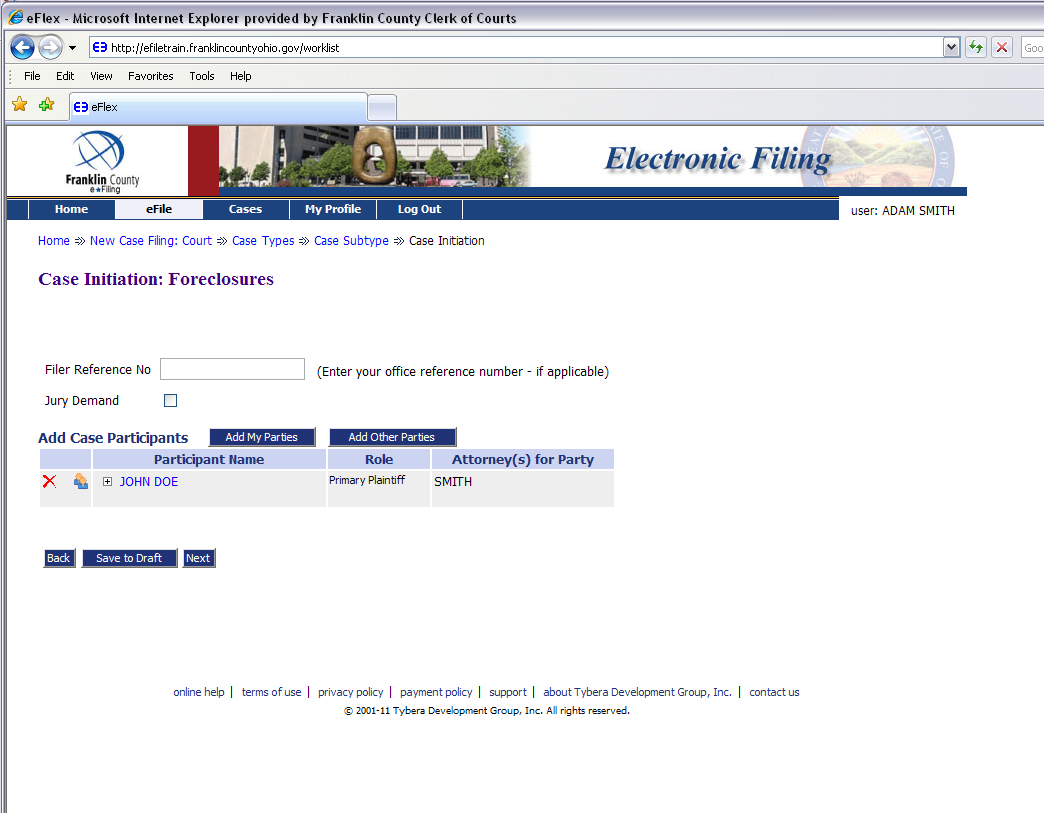 eFlex - Microsoft Internet Explorer provided by Franklin County Clerk of Courts
http://efiletrain.franklincountyohio.gov/worklist
Goo
File Edit View Favorites Tools Help
eFlex
Franklin County
e★Filing
Electronic Filing
Home eFile Cases My Profile Log Out
user: ADAM SMITH
Home ⇒ New Case Filing: Court ⇒ Case Types ⇒ Case Subtype ⇒ Case Initiation
Case Initiation: Foreclosures
Filer Reference No (Enter your office reference number - if applicable)
Jury Demand
Add Case Participants Add My Parties Add Other Parties
Participant Name Role Attorney(s) for Party
JOHN DOE Primary Plaintiff SMITH
Back Save to Draft Next
online help | terms of use | privacy policy | payment policy | support | about Tybera Development Group, Inc. | contact us
© 2001-11 Tybera Development Group, Inc. All rights reserved.